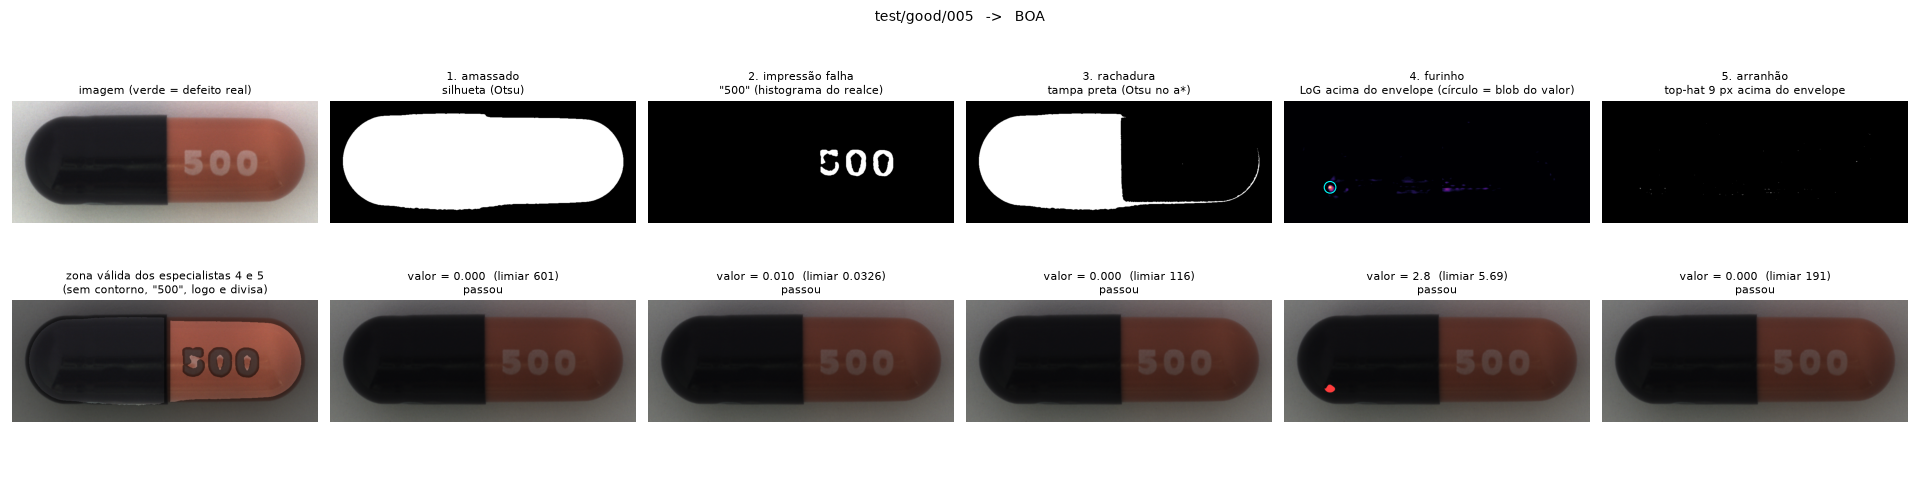 test/good/005 -> BOA
imagem (verde = defeito real)
1. amassado
silhueta (Otsu)
2. impressão falha
"500" (histograma do realce)
3. rachadura
tampa preta (Otsu no a*)
4. furinho
LoG acima do envelope (círculo = blob do valor)
5. arranhão
top-hat 9 px acima do envelope
500
500
zona válida dos especialistas 4 e 5
(sem contorno, "500", logo e divisa)
valor = 0.000 (limiar 601)
passou
valor = 0.010 (limiar 0.0326)
passou
valor = 0.000 (limiar 116)
passou
valor = 2.8 (limiar 5.69)
passou
valor = 0.000 (limiar 191)
passou
500
500
500
500
500
500